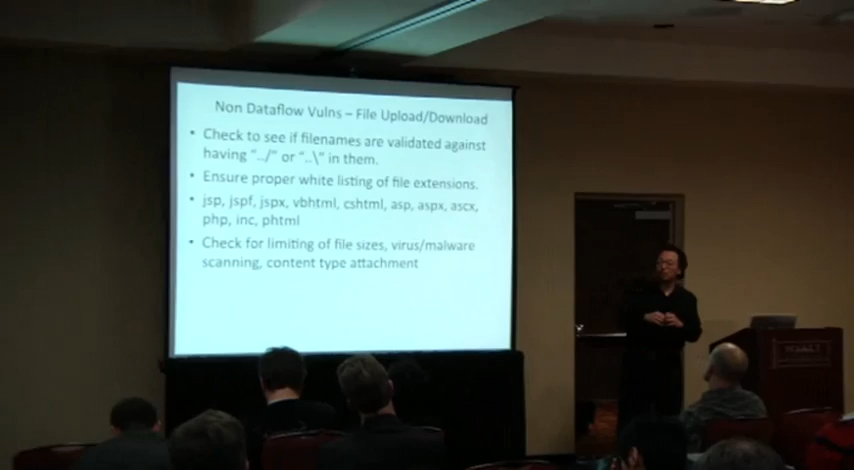 Non Dataflow Vulns – File Upload/Download
• Check to see if filenames are validated against
having "../" or "..\" in them.
• Ensure proper white listing of file extensions.
• jsp, jspf, jspx, vbhtml, cshtml, asp, aspx, ascx,
php, inc, phtml
• Check for limiting of file sizes, virus/malware
scanning, content type attachment
HYATT